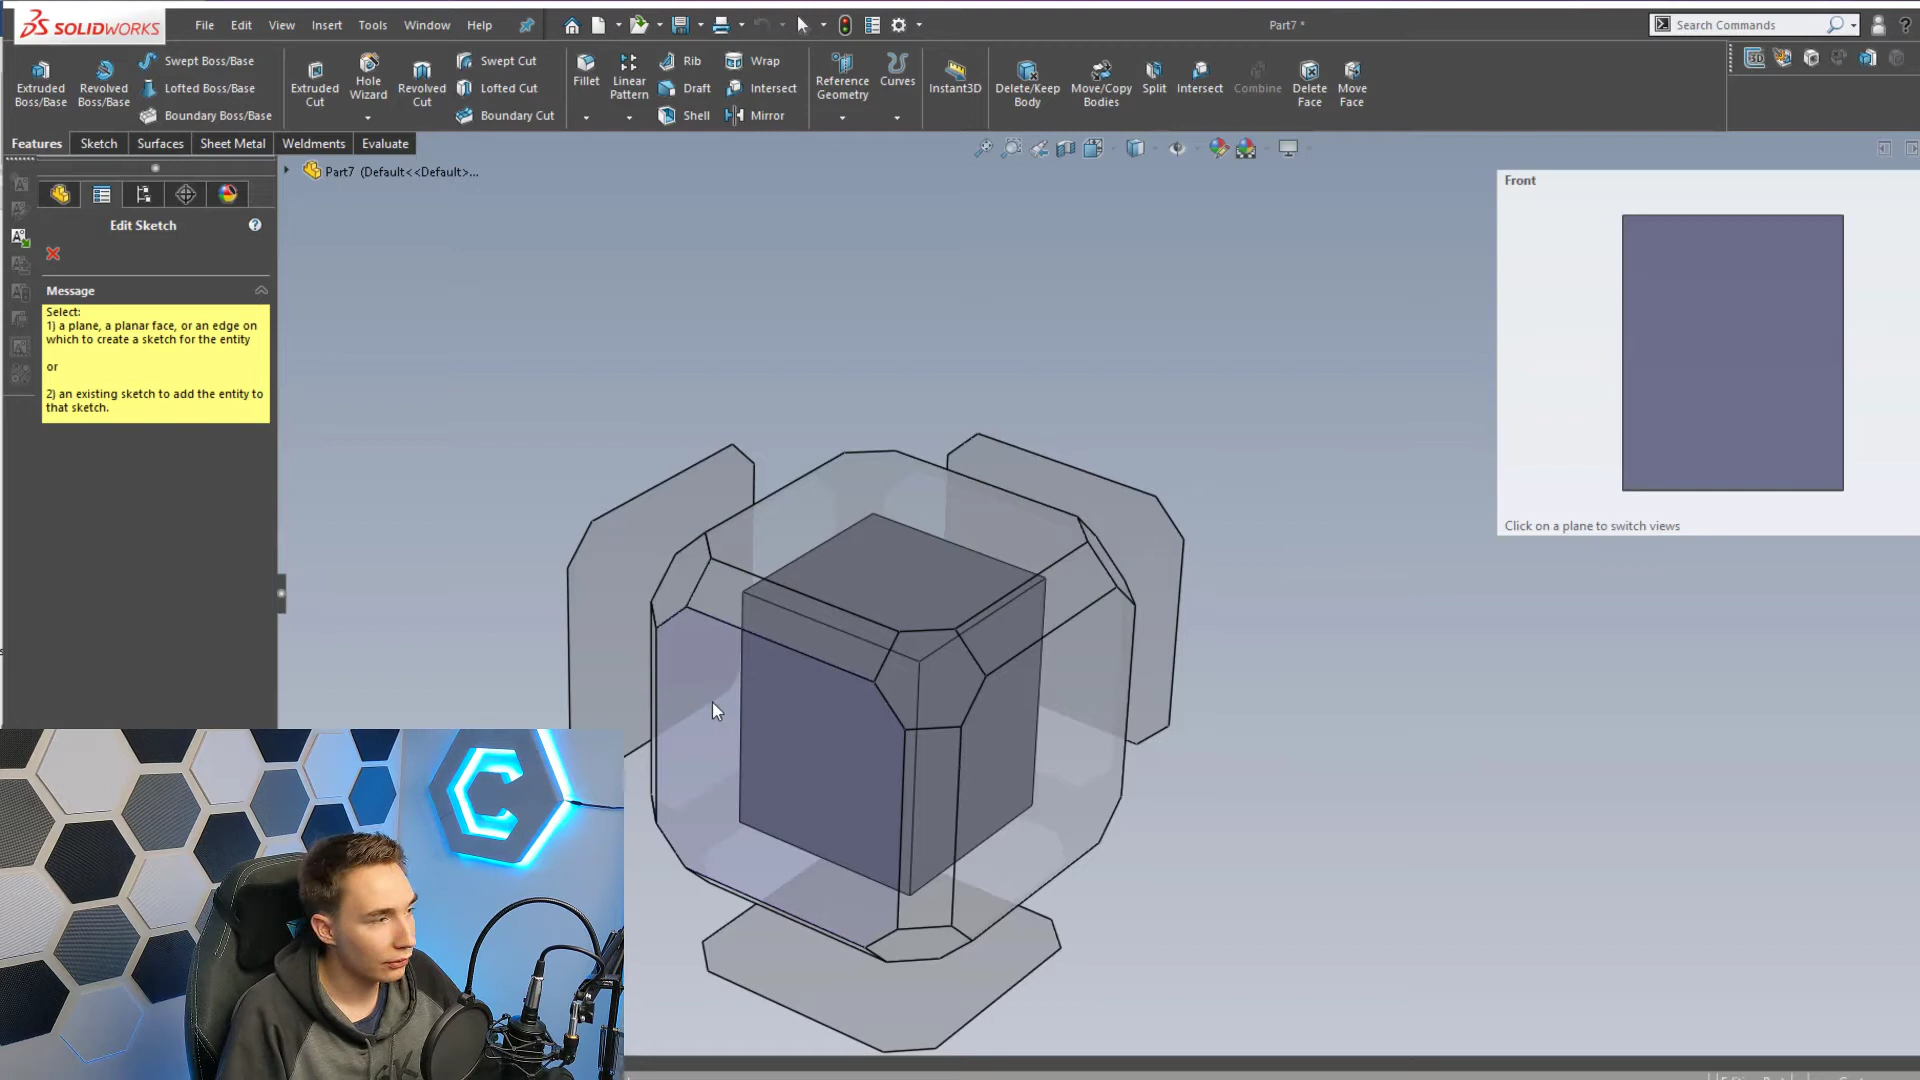 SOLIDWORKS
File Edit View Insert Tools Window Help
Part7 *
Search Commands
Extruded Boss/Base
Revolved Boss/Base
Swept Boss/Base
Lofted Boss/Base
Boundary Boss/Base
Extruded Cut
Hole Wizard
Revolved Cut
Swept Cut
Lofted Cut
Boundary Cut
Fillet
Linear Pattern
Rib
Draft
Shell
Wrap
Intersect
Mirror
Reference Geometry
Curves
Instant3D
Delete/Keep Body
Move/Copy Bodies
Split
Intersect
Combine
Delete Face
Move Face
Features Sketch Surfaces Sheet Metal Weldments Evaluate
Part7 (Default<<Default>...
Edit Sketch
Message
Select:
1) a plane, a planar face, or an edge on
which to create a sketch for the entity
or
2) an existing sketch to add the entity to
that sketch.
Front
Click on a plane to switch views